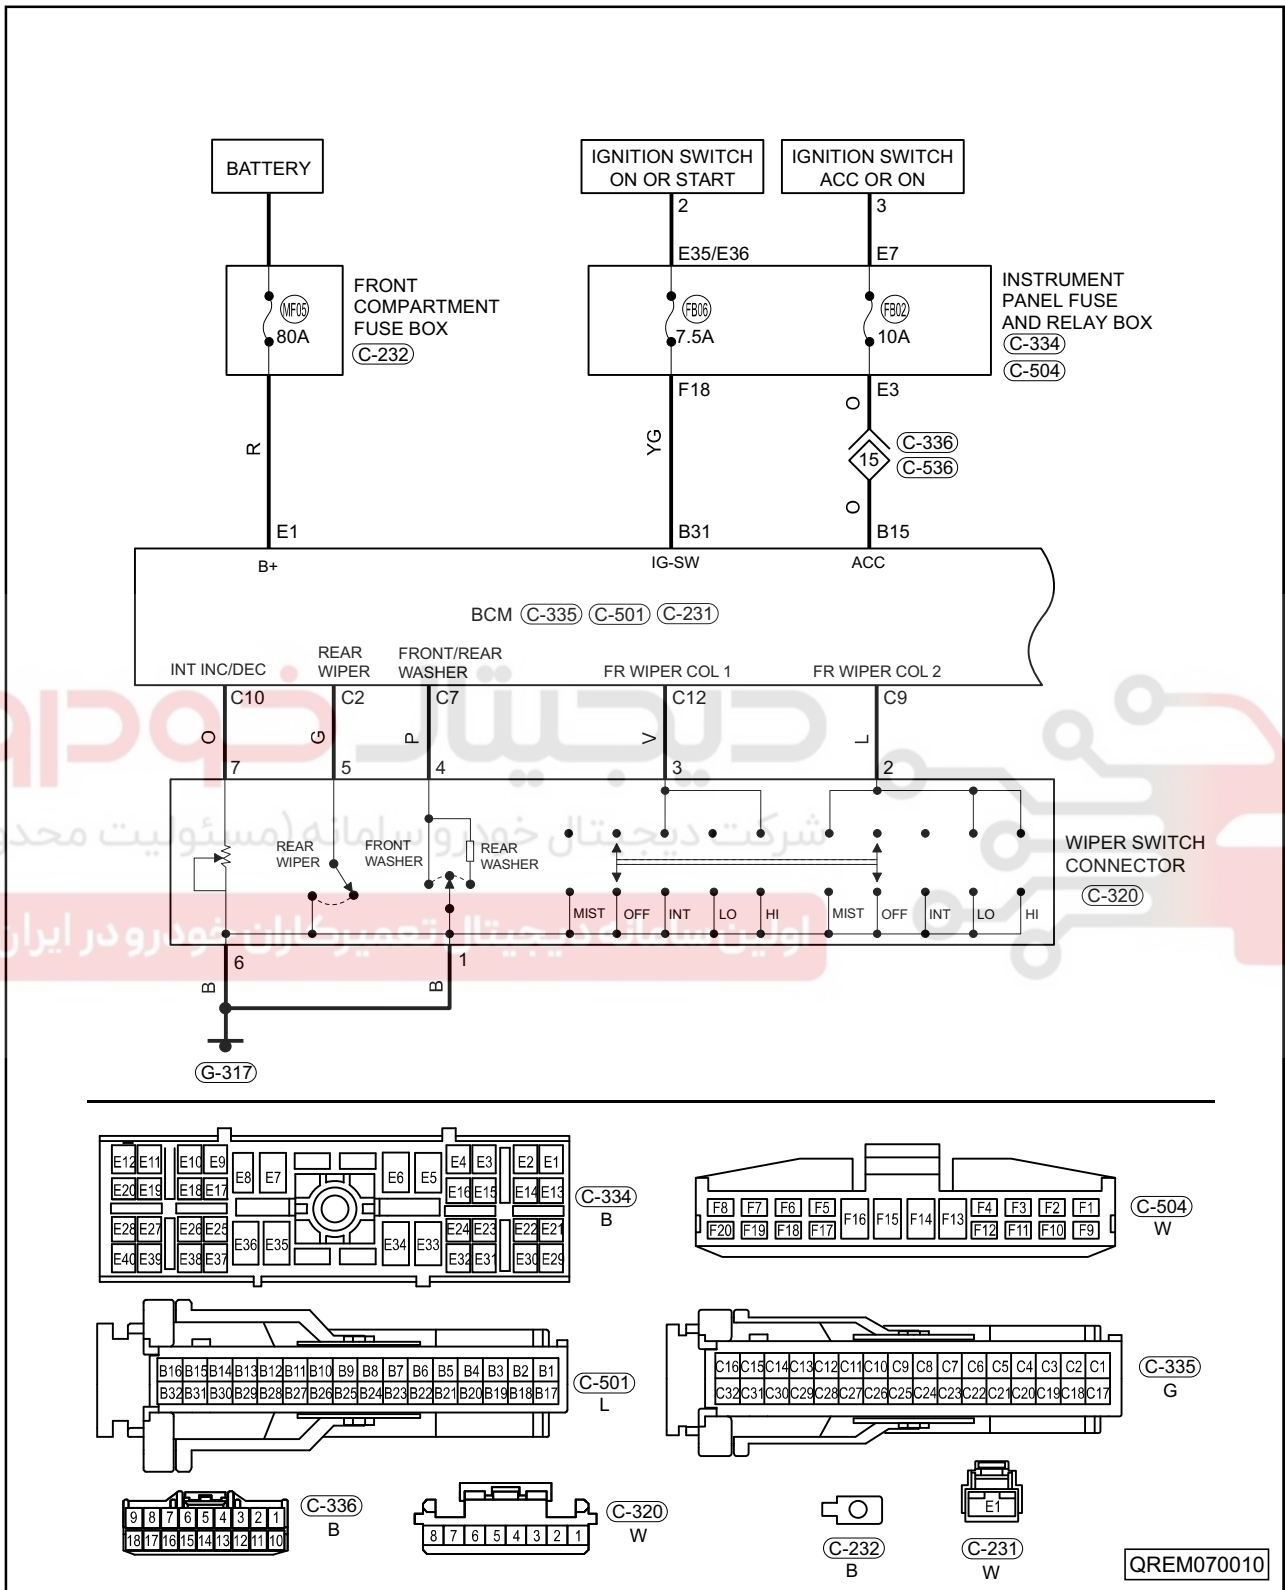 BATTERY
IGNITION SWITCH
ON OR START
IGNITION SWITCH
ACC OR ON
2
3
E35/E36
E7
MF05
80A
FRONT
COMPARTMENT
FUSE BOX
C-232
FB06
7.5A
FB02
10A
INSTRUMENT
PANEL FUSE
AND RELAY BOX
C-334
C-504
F18
E3
R
YG
O
15
C-336
C-536
O
E1
B31
B15
B+
IG-SW
ACC
BCM C-335 C-501 C-231
INT INC/DEC
REAR
WIPER
FRONT/REAR
WASHER
FR WIPER COL 1
FR WIPER COL 2
C10
C2
C7
C12
C9
O
G
P
V
L
7
5
4
3
2
دیجیتال خودرو
شرکت دیجیتال خودرو سامانه (مسئولیت محدو
REAR
WIPER
FRONT
WASHER
REAR
WASHER
WIPER SWITCH
CONNECTOR
C-320
MIST OFF INT LO HI
MIST OFF INT LO HI
اولین سامانه دیجیتال تعمیرکاران خودرو در ایران
6
1
B
B
G-317
E12 E11 E10 E9 E8 E7 E6 E5 E4 E3 E2 E1
E20 E19 E18 E17 E16 E15 E14 E13
E28 E27 E26 E25 E36 E35 E34 E33 E24 E23 E22 E21
E40 E39 E38 E37 E32 E31 E30 E29
C-334
B
F8 F7 F6 F5 F16 F15 F14 F13 F4 F3 F2 F1
F20 F19 F18 F17 F12 F11 F10 F9
C-504
W
B16 B15 B14 B13 B12 B11 B10 B9 B8 B7 B6 B5 B4 B3 B2 B1
B32 B31 B30 B29 B28 B27 B26 B25 B24 B23 B22 B21 B20 B19 B18 B17
C-501
L
C16 C15 C14 C13 C12 C11 C10 C9 C8 C7 C6 C5 C4 C3 C2 C1
C32 C31 C30 C29 C28 C27 C26 C25 C24 C23 C22 C21 C20 C19 C18 C17
C-335
G
9 8 7 6 5 4 3 2 1
18 17 16 15 14 13 12 11 10
C-336
B
8 7 6 5 4 3 2 1
C-320
W
C-232
B
E1
C-231
W
QREM070010